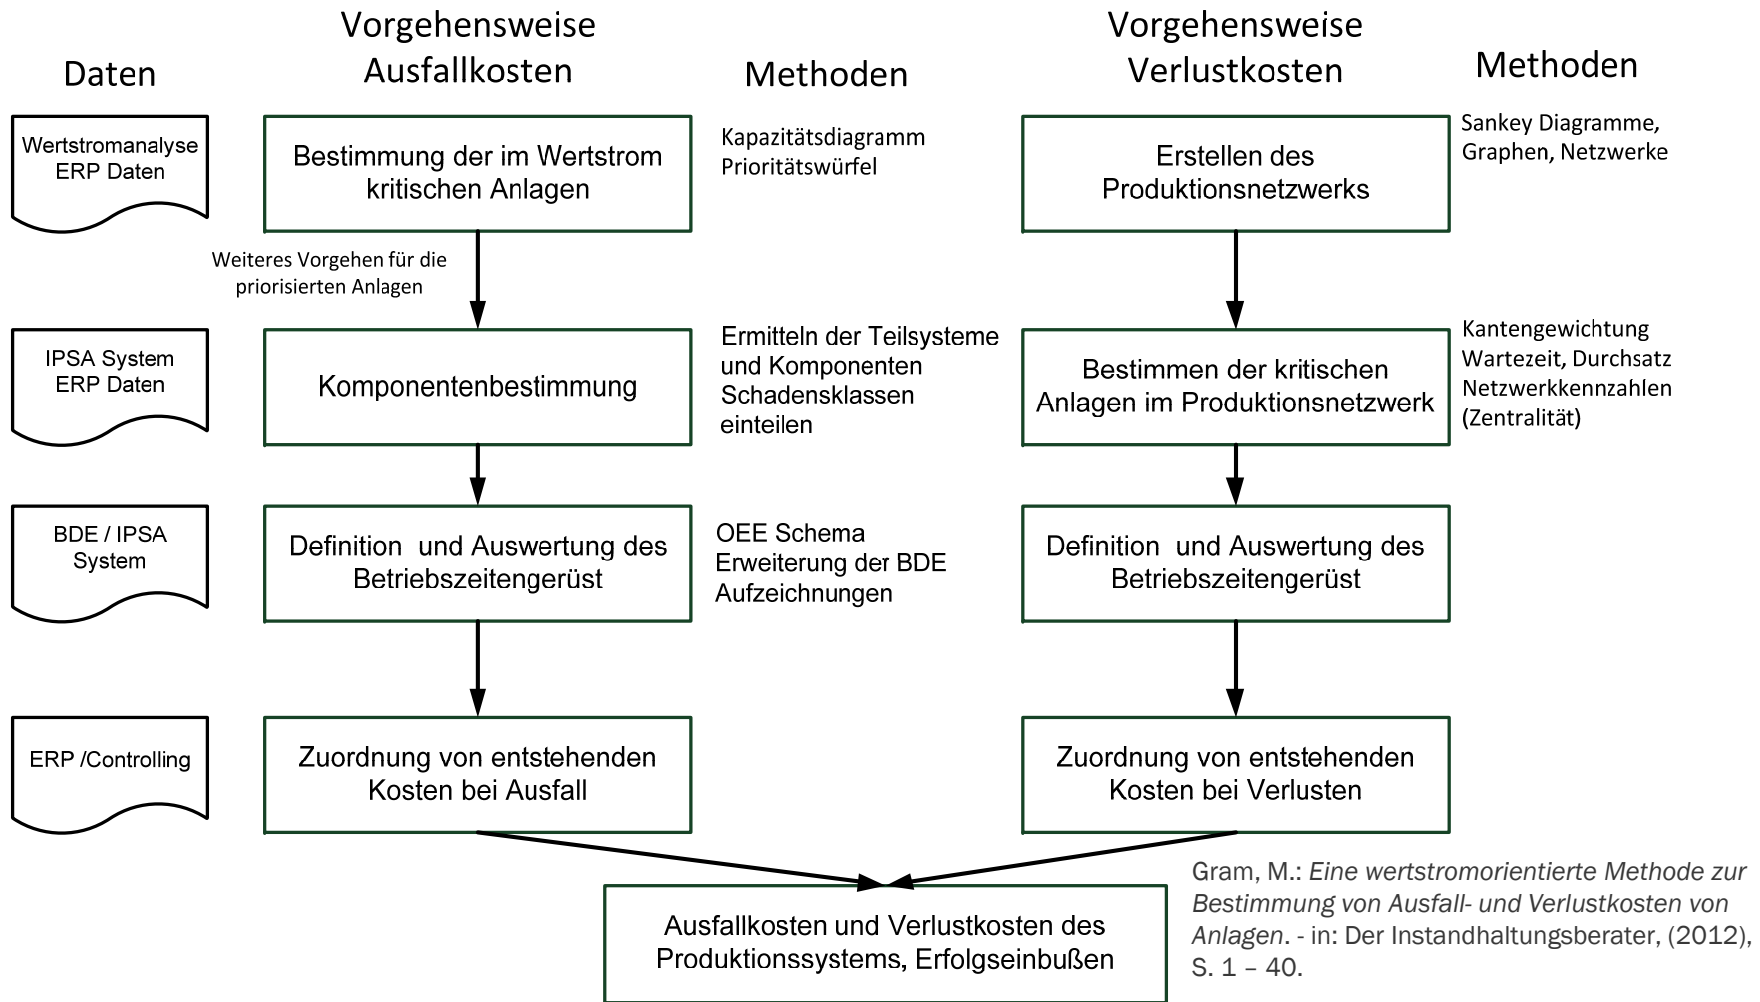 Daten
Vorgehensweise
Ausfallkosten
Methoden
Vorgehensweise
Verlustkosten
Methoden
Wertstromanalyse
ERP Daten
Bestimmung der im Wertstrom
kritischen Anlagen
Kapazitätsdiagramm
Prioritätswürfel
Erstellen des
Produktionsnetzwerks
Sankey Diagramme,
Graphen, Netzwerke
Weiteres Vorgehen für die
priorisierten Anlagen
IPSA System
ERP Daten
Komponentenbestimmung
Ermitteln der Teilsysteme
und Komponenten
Schadensklassen
einteilen
Bestimmen der kritischen
Anlagen im Produktionsnetzwerk
Kantengewichtung
Wartezeit, Durchsatz
Netzwerkkennzahlen
(Zentralität)
BDE / IPSA
System
Definition und Auswertung des
Betriebszeitengerüst
OEE Schema
Erweiterung der BDE
Aufzeichnungen
Definition und Auswertung des
Betriebszeitengerüst
ERP /Controlling
Zuordnung von entstehenden
Kosten bei Ausfall
Zuordnung von entstehenden
Kosten bei Verlusten
Ausfallkosten und Verlustkosten des
Produktionssystems, Erfolgseinbußen
Gram, M.: Eine wertstromorientierte Methode zur
Bestimmung von Ausfall- und Verlustkosten von
Anlagen. - in: Der Instandhaltungsberater, (2012),
S. 1 – 40.